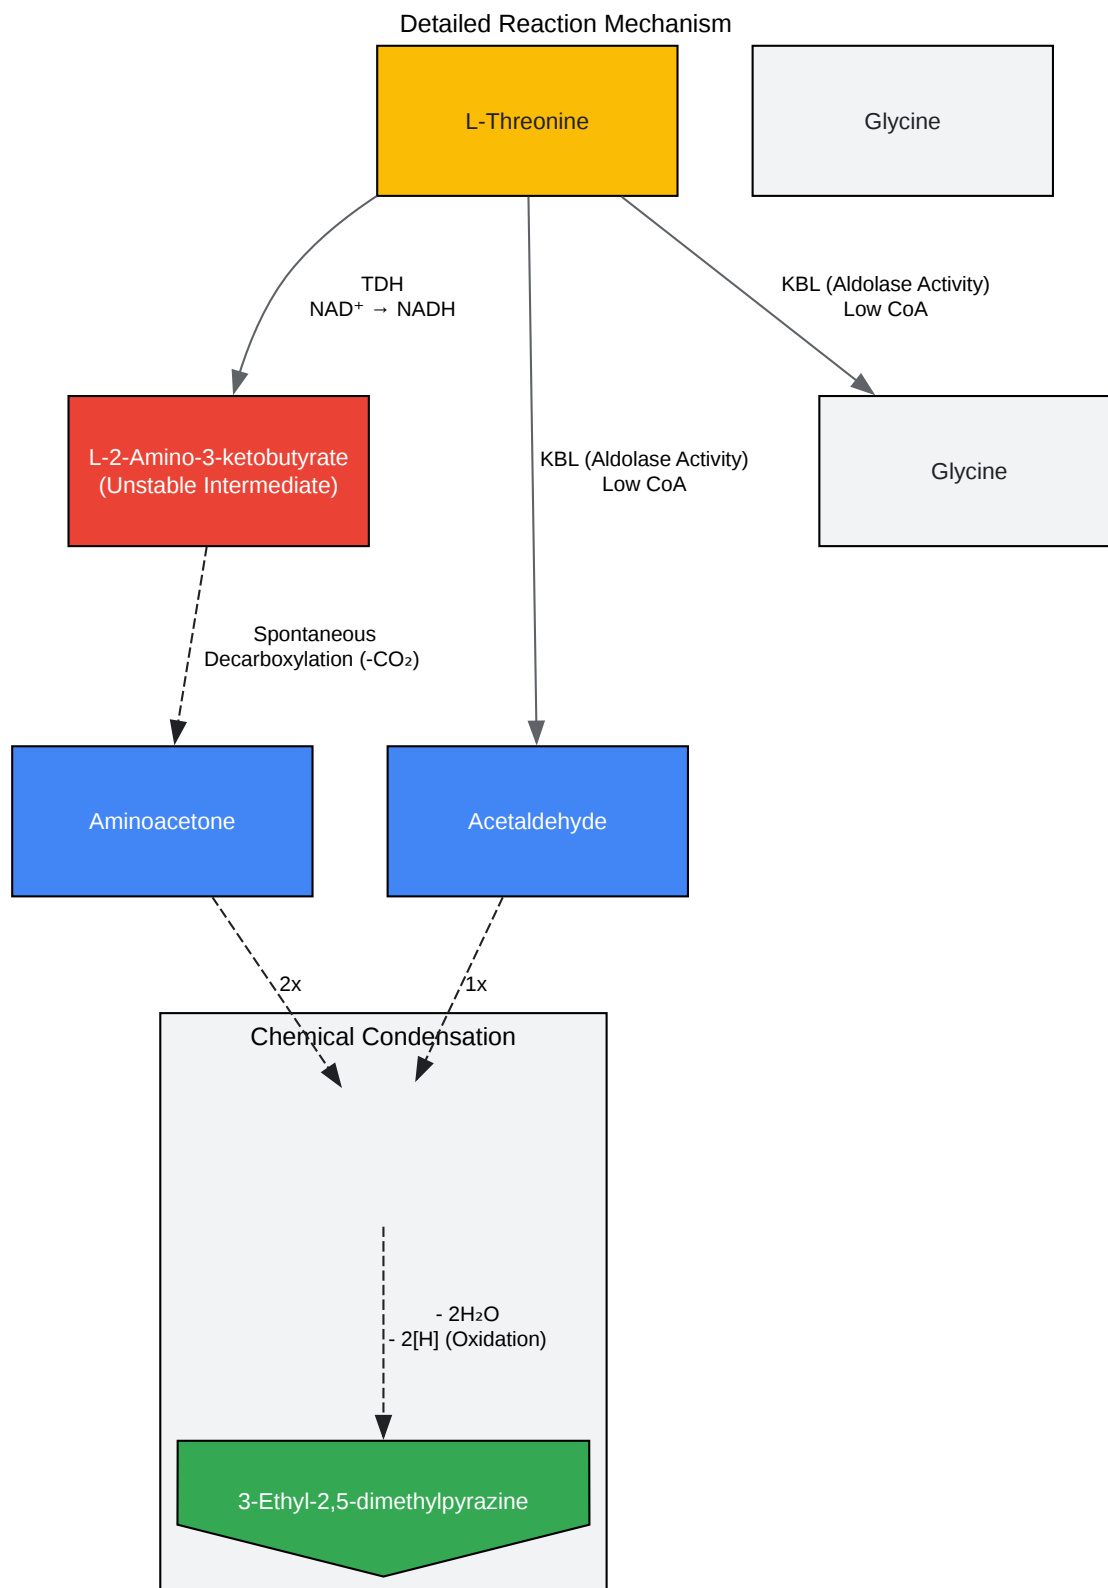 Detailed Reaction Mechanism
L-Threonine
Glycine
TDH
NAD⁺ → NADH
KBL (Aldolase Activity)
Low CoA
L-2-Amino-3-ketobutyrate
(Unstable Intermediate)
KBL (Aldolase Activity)
Low CoA
Glycine
Spontaneous
Decarboxylation (-CO₂)
Aminoacetone
Acetaldehyde
2x
1x
Chemical Condensation
- 2H₂O
- 2[H] (Oxidation)
3-Ethyl-2,5-dimethylpyrazine